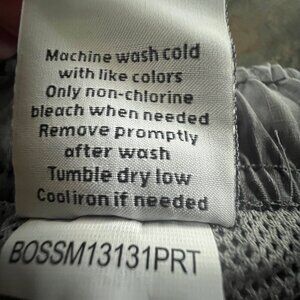 Machine wash cold
with like colors
Only non-chlorine
bleach when needed
Remove promptly
after wash
Tumble dry low
Cool iron if needed
BOSSM13131PRT